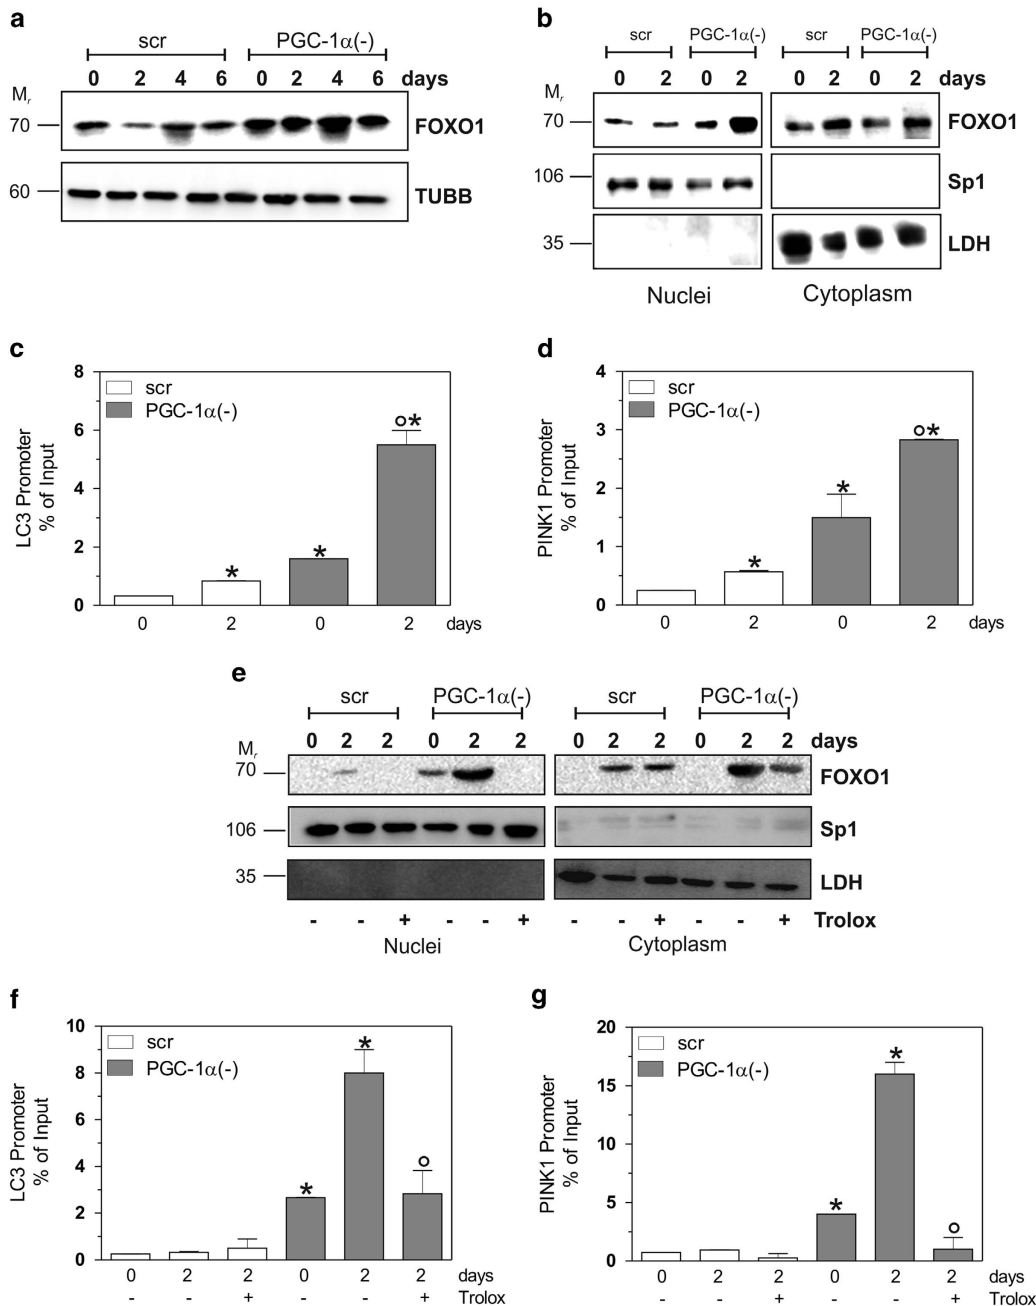 a
scr PGC-1α(-)
0 2 4 6 0 2 4 6 days
Mr
70 FOXO1
60 TUBB
b
scr PGC-1α(-) scr PGC-1α(-)
0 2 0 2 0 2 0 2 days
Mr
70 FOXO1
106 Sp1
35 LDH
Nuclei Cytoplasm
c
LC3 Promoter
% of Input
8
6
4
2
0
scr
PGC-1α(-)
*
*
°*
0 2 0 2 days
d
PINK1 Promoter
% of Input
4
3
2
1
0
scr
PGC-1α(-)
*
*
°*
0 2 0 2 days
e
scr PGC-1α(-) scr PGC-1α(-)
0 2 2 0 2 2 0 2 2 0 2 2 days
Mr
70 FOXO1
106 Sp1
35 LDH
- - + - - + - - + - - + Trolox
Nuclei Cytoplasm
f
LC3 Promoter
% of Input
10
8
6
4
2
0
scr
PGC-1α(-)
*
*
°
0 2 2 0 2 2 days
- - + - - + Trolox
g
PINK1 Promoter
% of Input
20
15
10
5
0
scr
PGC-1α(-)
*
*
°
0 2 2 0 2 2 days
- - + - - + Trolox